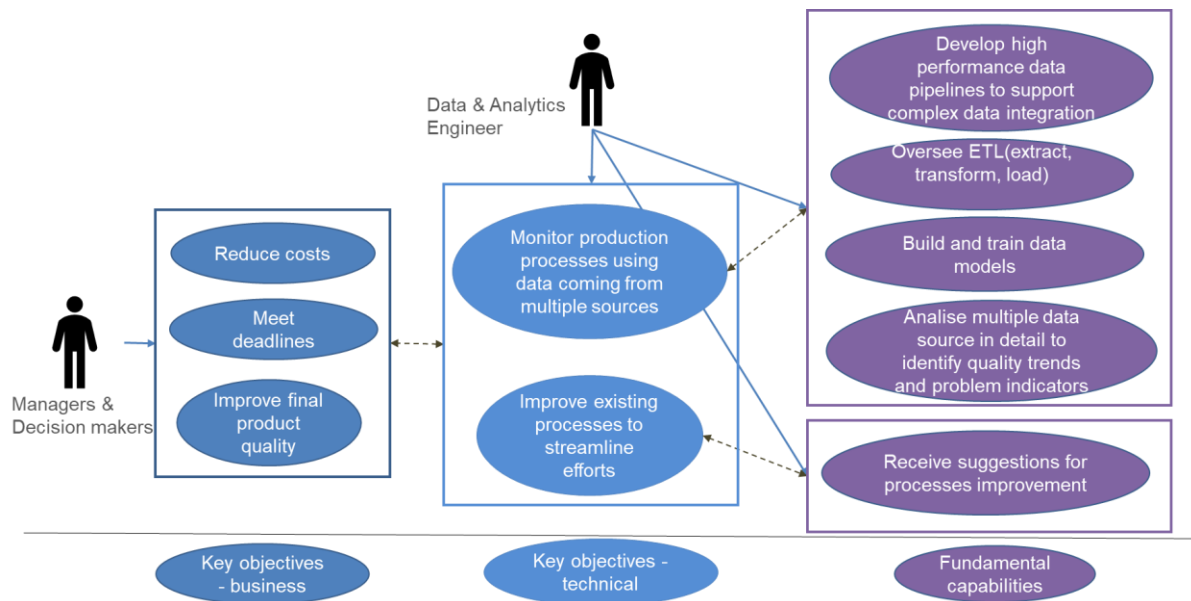 Data & Analytics
Engineer
Managers &
Decision makers
Reduce costs
Meet
deadlines
Improve final
product
quality
Monitor production
processes using
data coming from
multiple sources
Improve existing
processes to
streamline
efforts
Develop high
performance data
pipelines to support
complex data integration
Oversee ETL(extract,
transform, load)
Build and train data
models
Analise multiple data
source in detail to
identify quality trends
and problem indicators
Receive suggestions for
processes improvement
Key objectives
- business
Key objectives -
technical
Fundamental
capabilities